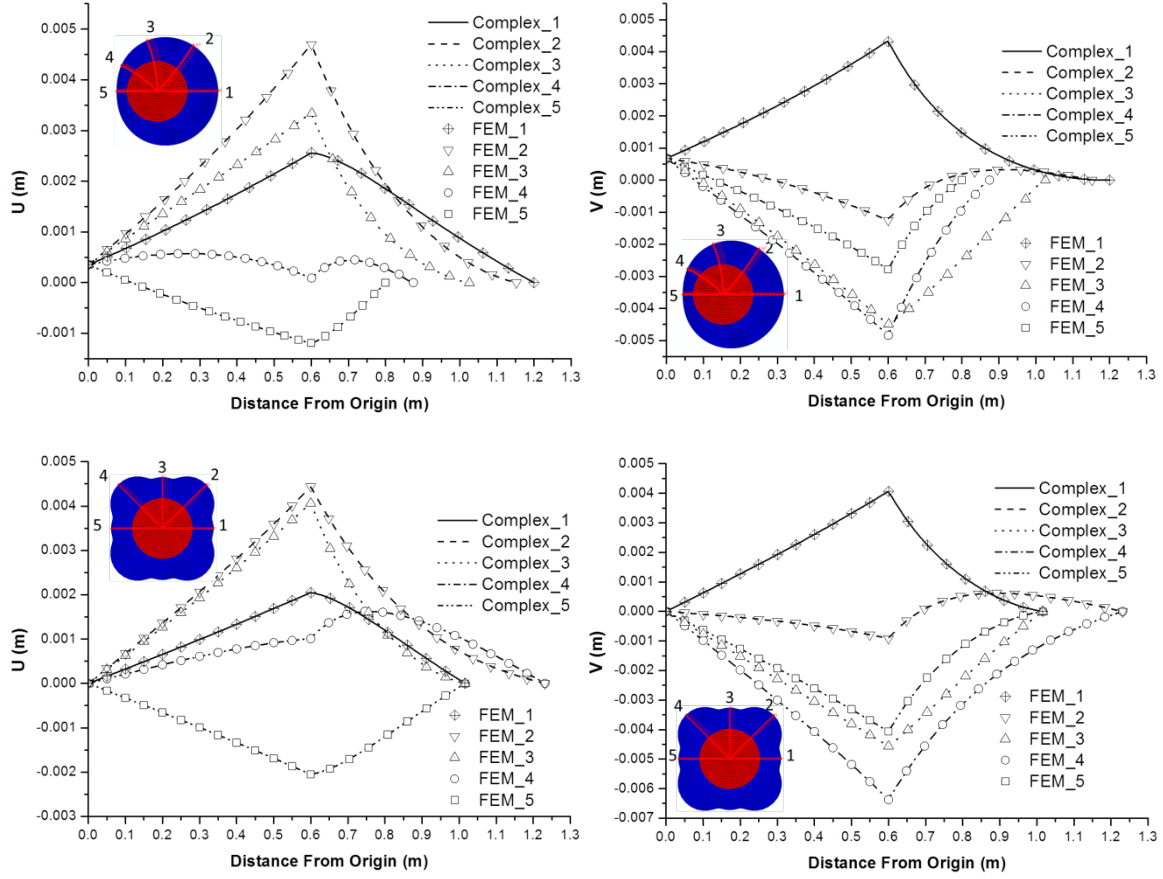 0.005
0.004
0.003
0.002
0.001
0.000
-0.001
U (m)
3
2
4
5
1
Complex_1
Complex_2
Complex_3
Complex_4
Complex_5
FEM_1
FEM_2
FEM_3
FEM_4
FEM_5
0.0 0.1 0.2 0.3 0.4 0.5 0.6 0.7 0.8 0.9 1.0 1.1 1.2 1.3
Distance From Origin (m)
0.005
0.004
0.003
0.002
0.001
0.000
-0.001
-0.002
-0.003
-0.004
-0.005
V (m)
Complex_1
Complex_2
Complex_3
Complex_4
Complex_5
3
2
4
5
1
FEM_1
FEM_2
FEM_3
FEM_4
FEM_5
0.0 0.1 0.2 0.3 0.4 0.5 0.6 0.7 0.8 0.9 1.0 1.1 1.2 1.3
Distance From Origin (m)
0.005
0.004
0.003
0.002
0.001
0.000
-0.001
-0.002
-0.003
U (m)
4
3
2
5
1
Complex_1
Complex_2
Complex_3
Complex_4
Complex_5
FEM_1
FEM_2
FEM_3
FEM_4
FEM_5
0.0 0.1 0.2 0.3 0.4 0.5 0.6 0.7 0.8 0.9 1.0 1.1 1.2 1.3
Distance From Origin (m)
0.005
0.004
0.003
0.002
0.001
0.000
-0.001
-0.002
-0.003
-0.004
-0.005
-0.006
-0.007
V (m)
Complex_1
Complex_2
Complex_3
Complex_4
Complex_5
4
3
2
5
1
FEM_1
FEM_2
FEM_3
FEM_4
FEM_5
0.0 0.1 0.2 0.3 0.4 0.5 0.6 0.7 0.8 0.9 1.0 1.1 1.2 1.3
Distance From Origin (m)